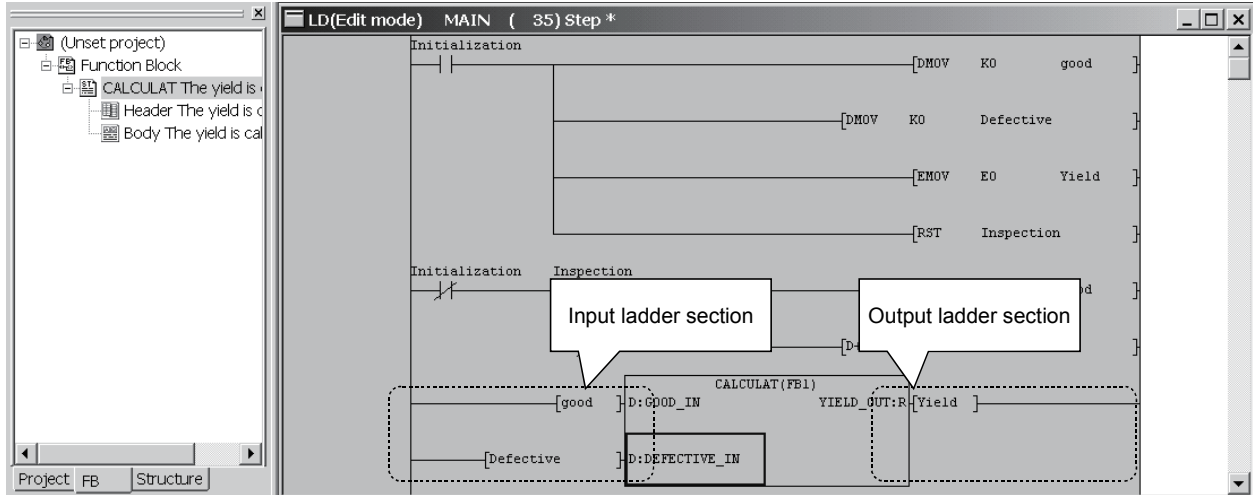 LD(Edit mode)   MAIN   (   35) Step *
(Unset project)
Function Block
CALCULAT The yield is
Header The yield is
Body The yield is cal
Project FB Structure
Initialization
[DMOV K0 good ]
[DMOV K0 Defective ]
[EMOV E0 Yield ]
[RST Inspection ]
Initialization Inspection
Input ladder section
Output ladder section
CALCULAT(FB1)
[good ] D:GOOD_IN YIELD_OUT:R [Yield ]
[Defective ] D:DEFECTIVE_IN